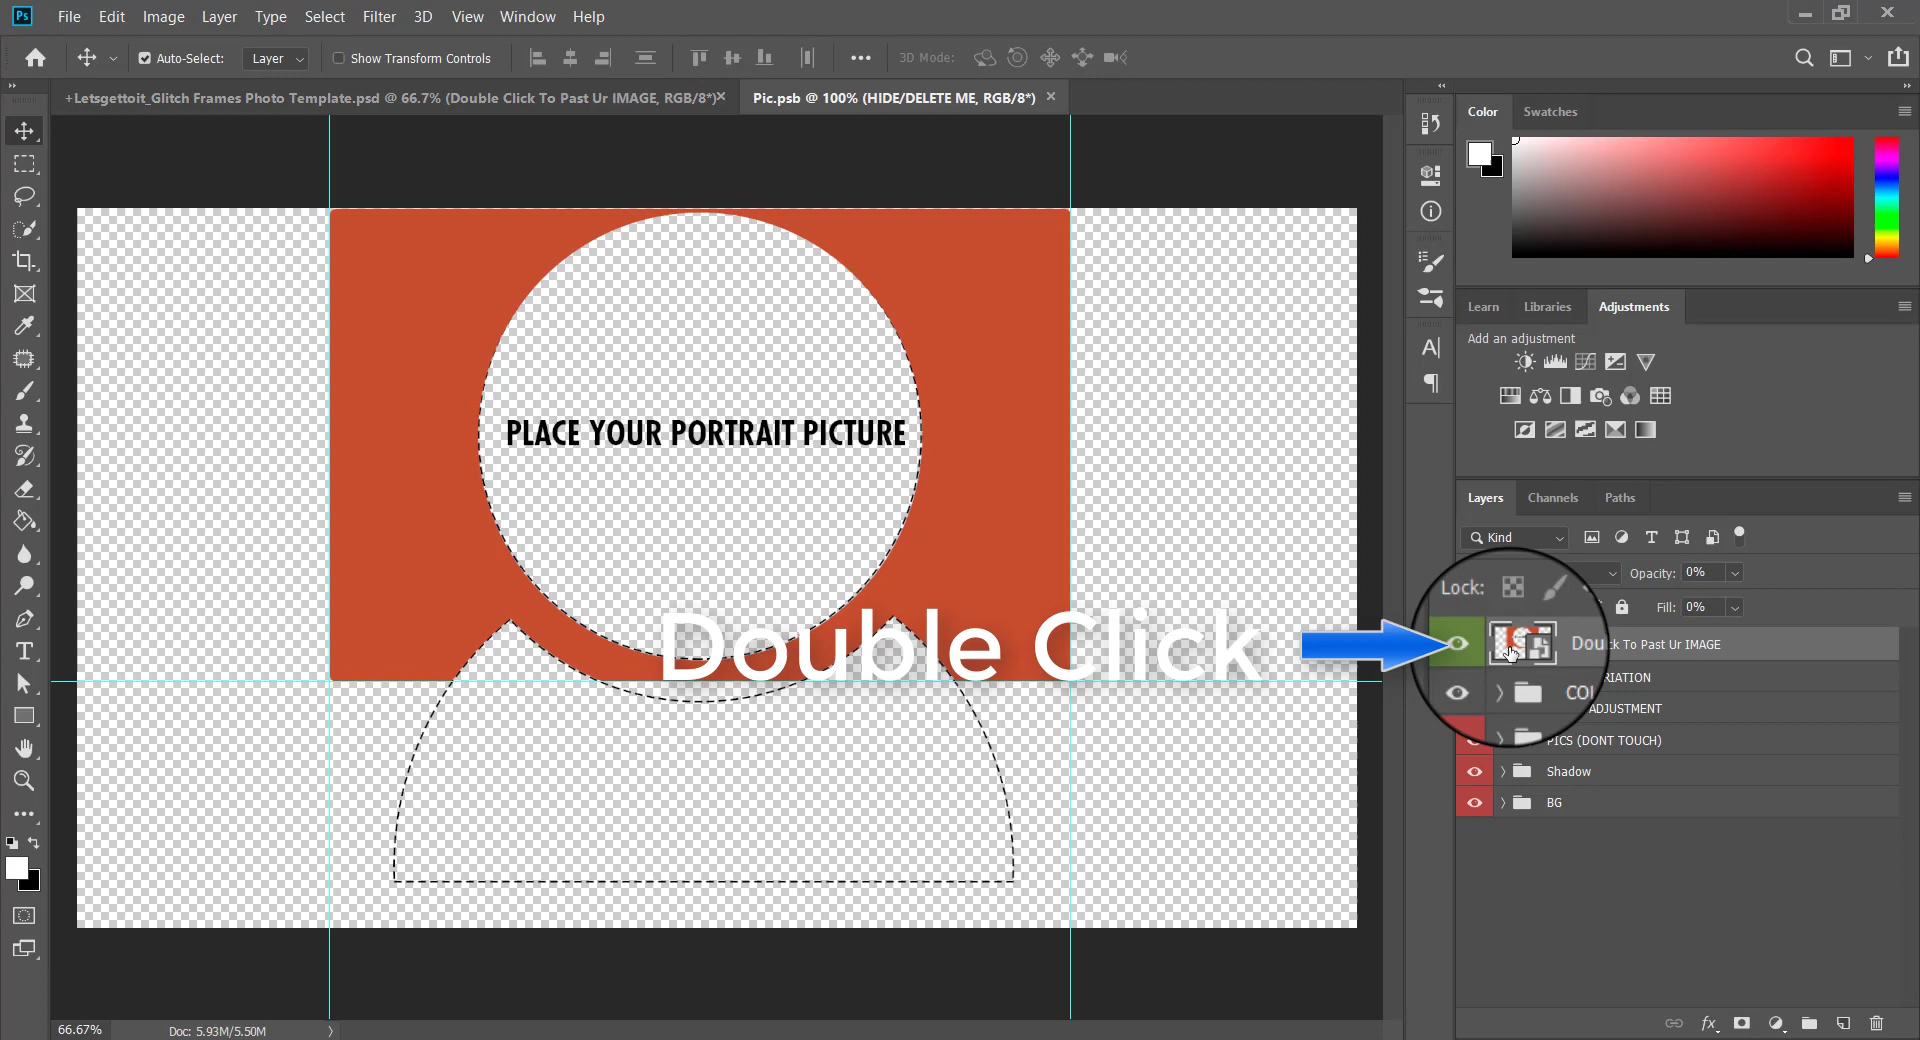 Ps File Edit Image Layer Type Select Filter 3D View Window Help
Auto-Select: Layer Show Transform Controls 3D Mode:
+Letsgettoit_Glitch Frames Photo Template.psd @ 66.7% (Double Click To Past Ur IMAGE, RGB/8*) Pic.psb @ 100% (HIDE/DELETE ME, RGB/8*)
Color Swatches
Learn Libraries Adjustments
Add an adjustment
PLACE YOUR PORTRAIT PICTURE
Layers Channels Paths
Kind
Opacity: 0%
Lock:
Fill: 0%
Double Click
Dou ck To Past Ur IMAGE
RIATION
COL
ADJUSTMENT
PICS (DONT TOUCH)
Shadow
BG
66.67% Doc: 5.93M/5.50M
fx